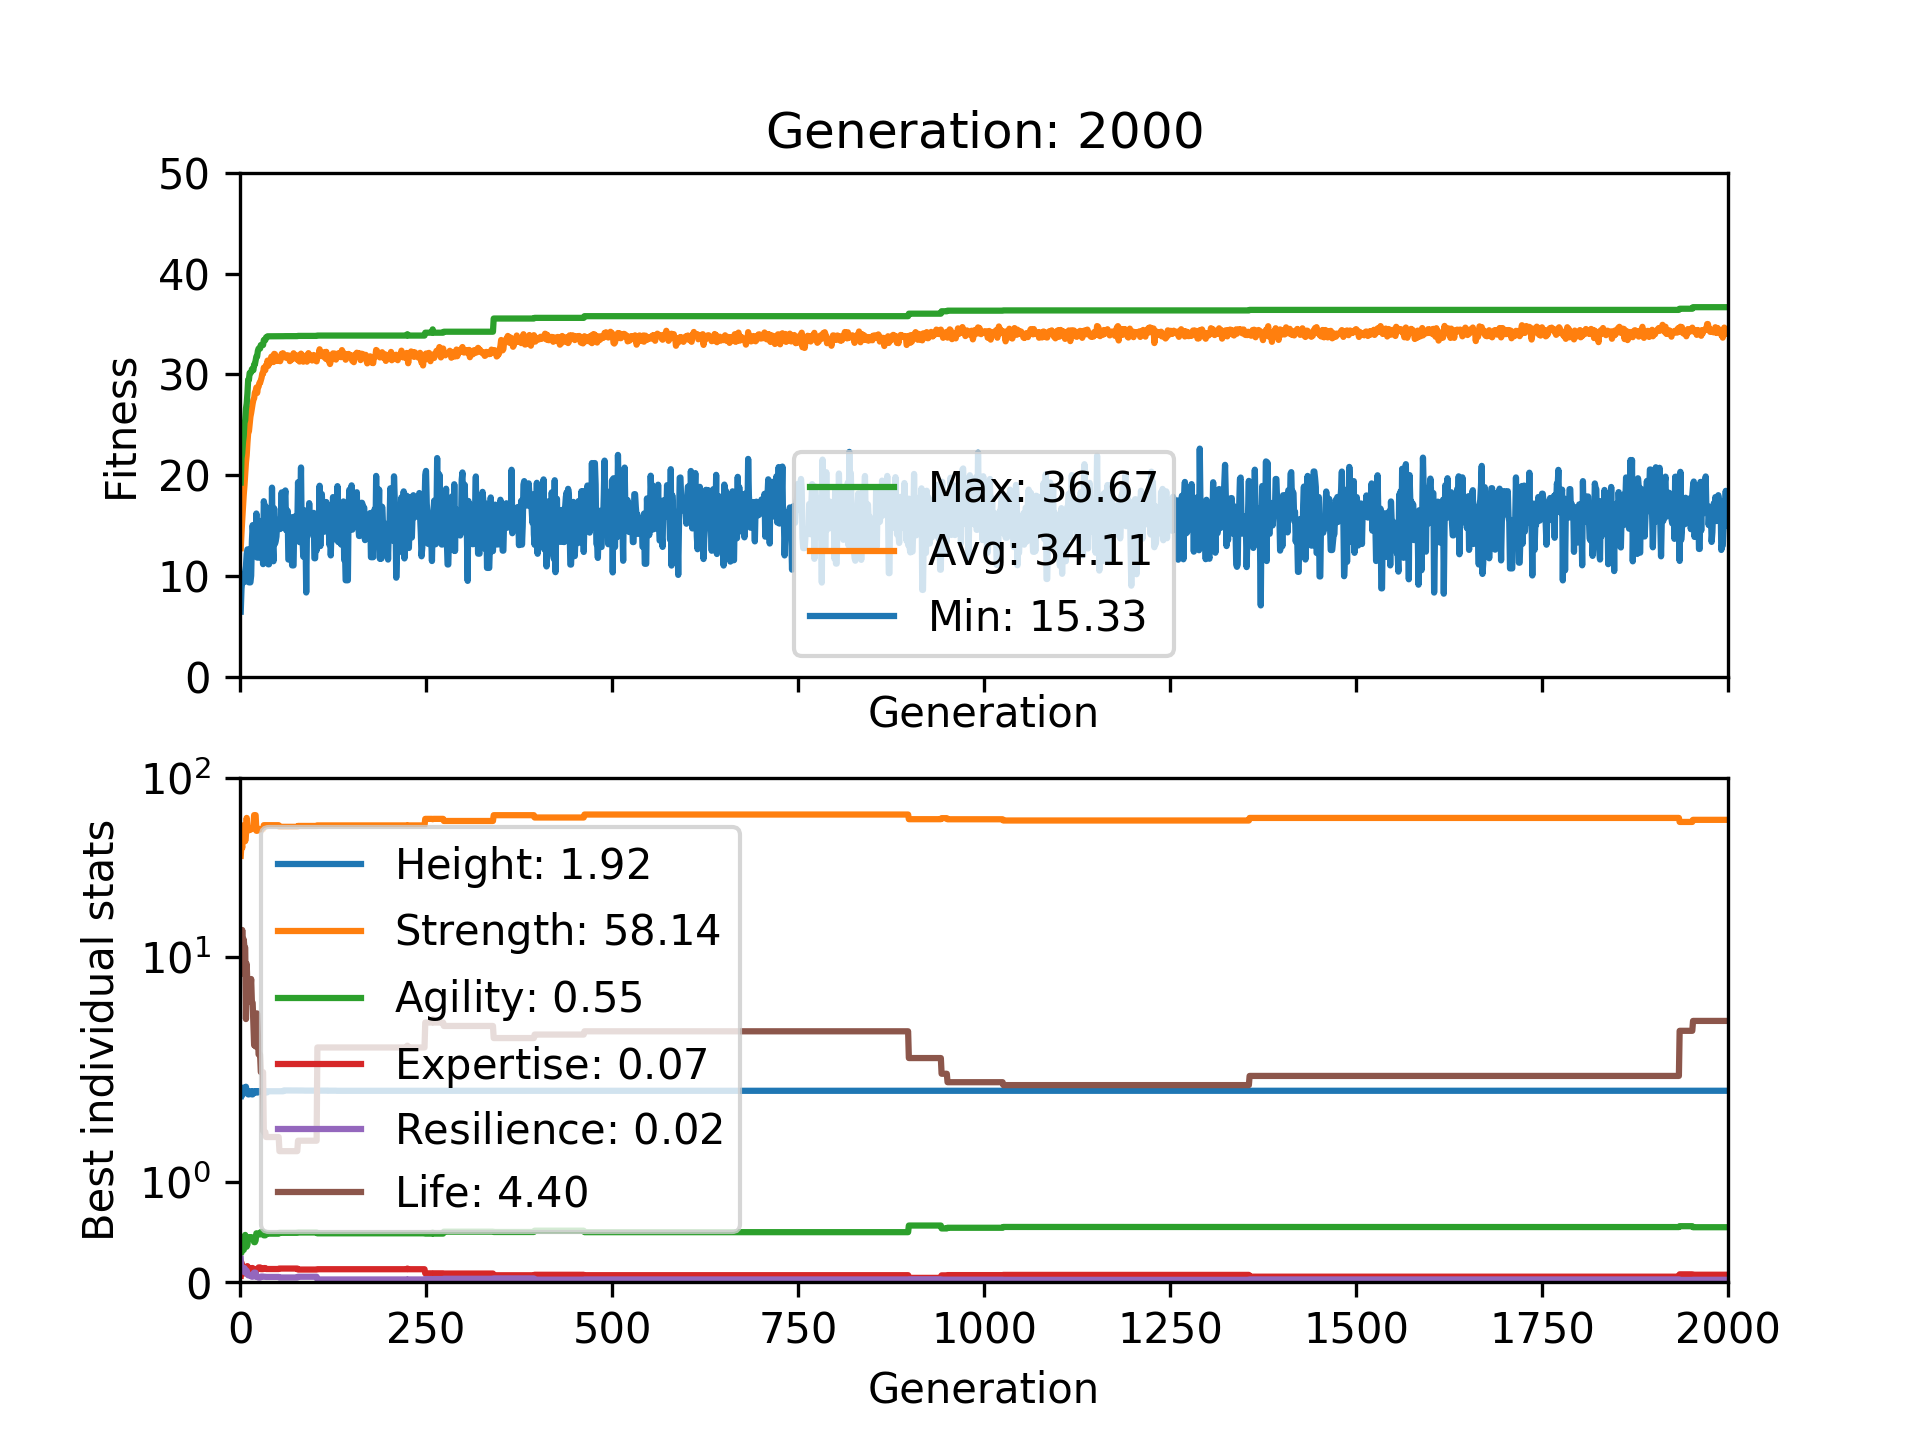 Generation: 2000
50
40
30
20
10
0
Fitness
Max: 36.67
Avg: 34.11
Min: 15.33
Generation
10²
10¹
10⁰
0
Best individual stats
Height: 1.92
Strength: 58.14
Agility: 0.55
Expertise: 0.07
Resilience: 0.02
Life: 4.40
0 250 500 750 1000 1250 1500 1750 2000
Generation